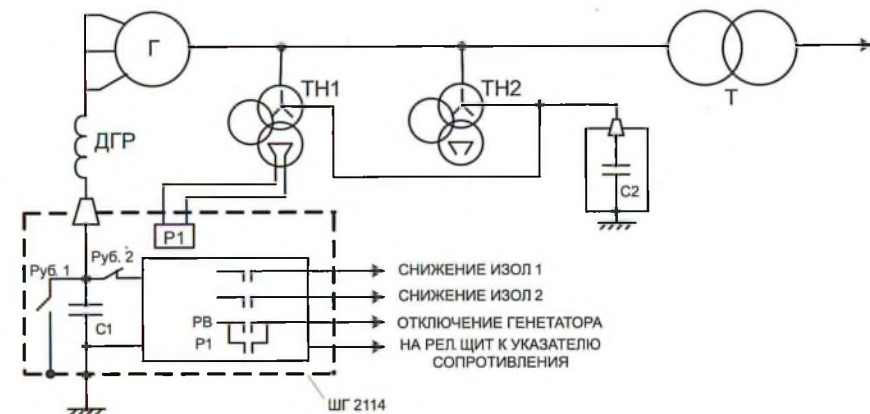 Г
ТН1
ТН2
Т
ДГР
С2
Р1
Руб. 1
Руб. 2
С1
СНИЖЕНИЕ ИЗОЛ 1
СНИЖЕНИЕ ИЗОЛ 2
РВ
ОТКЛЮЧЕНИЕ ГЕНЕТАТОРА
Р1
НА РЕЛ. ЩИТ К УКАЗАТЕЛЮ
СОПРОТИВЛЕНИЯ
ШГ 2114